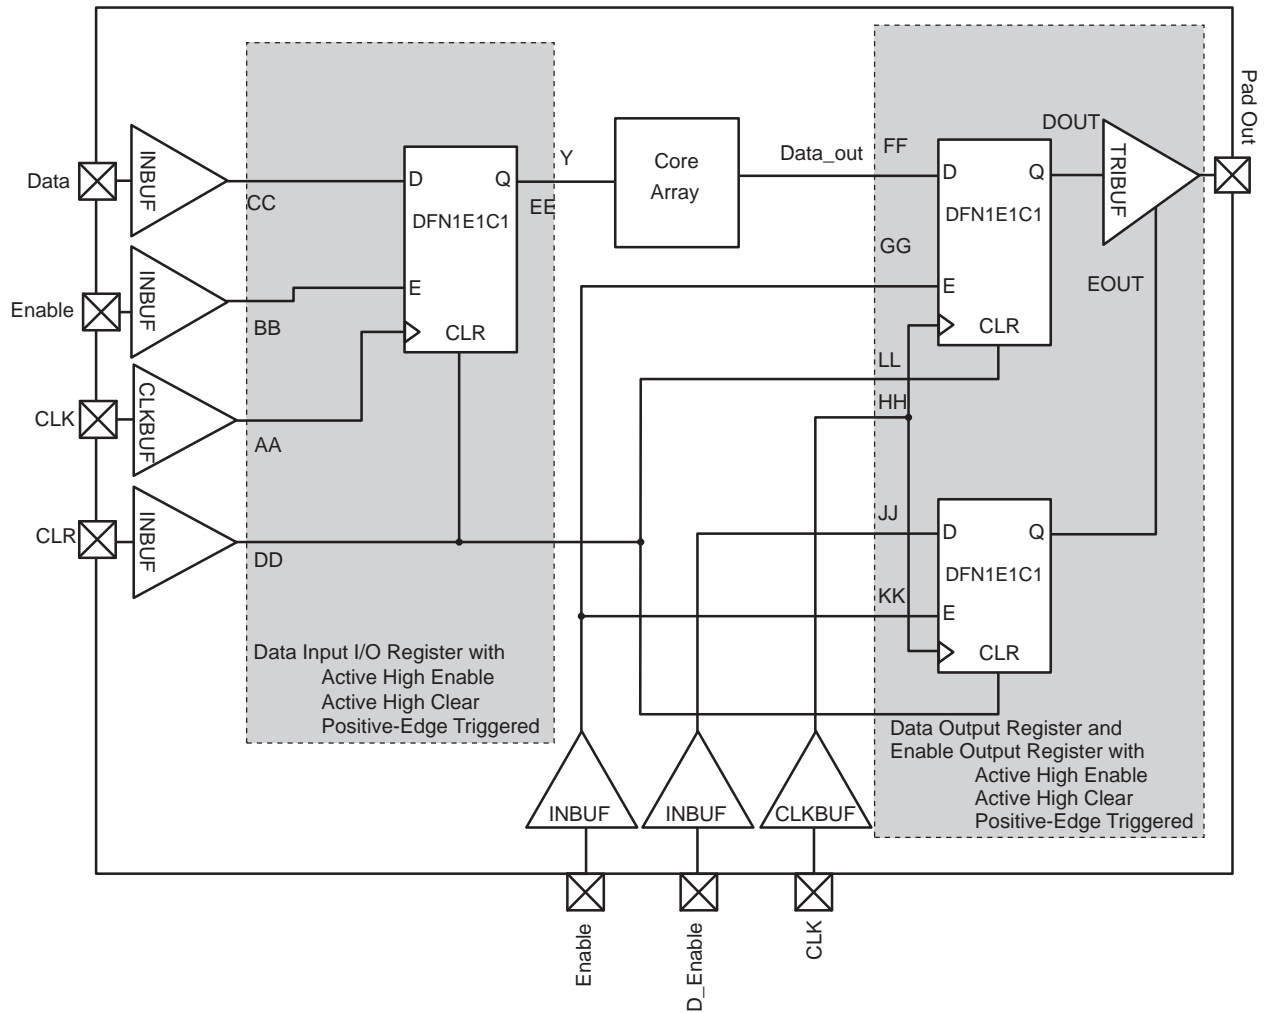 Pad Out
DOUT
TRIBUF
Data
INBUF
CC
D
Q
DFN1E1C1
E
CLR
Y
EE
Core
Array
Data_out
FF
D
Q
DFN1E1C1
GG
E
CLR
EOUT
Enable
INBUF
BB
LL
HH
CLK
CLKBUF
AA
CLR
INBUF
DD
JJ
D
Q
DFN1E1C1
KK
E
CLR
Data Input I/O Register with
Active High Enable
Active High Clear
Positive-Edge Triggered
Data Output Register and
Enable Output Register with
Active High Enable
Active High Clear
Positive-Edge Triggered
INBUF
INBUF
CLKBUF
Enable
D_Enable
CLK